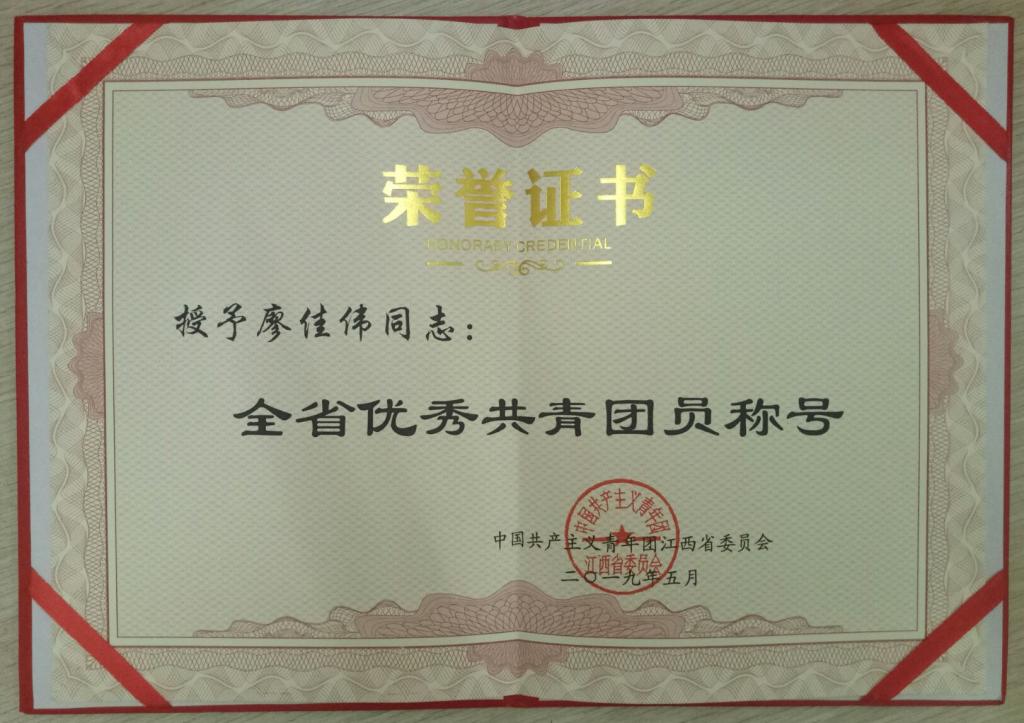 荣誉证书
HONORARY CREDENTIAL
授予廖佳伟同志：
全省优秀共青团员称号
中国共产主义青年团
江西省委员会
中国共产主义青年团江西省委员会
二〇一九年五月